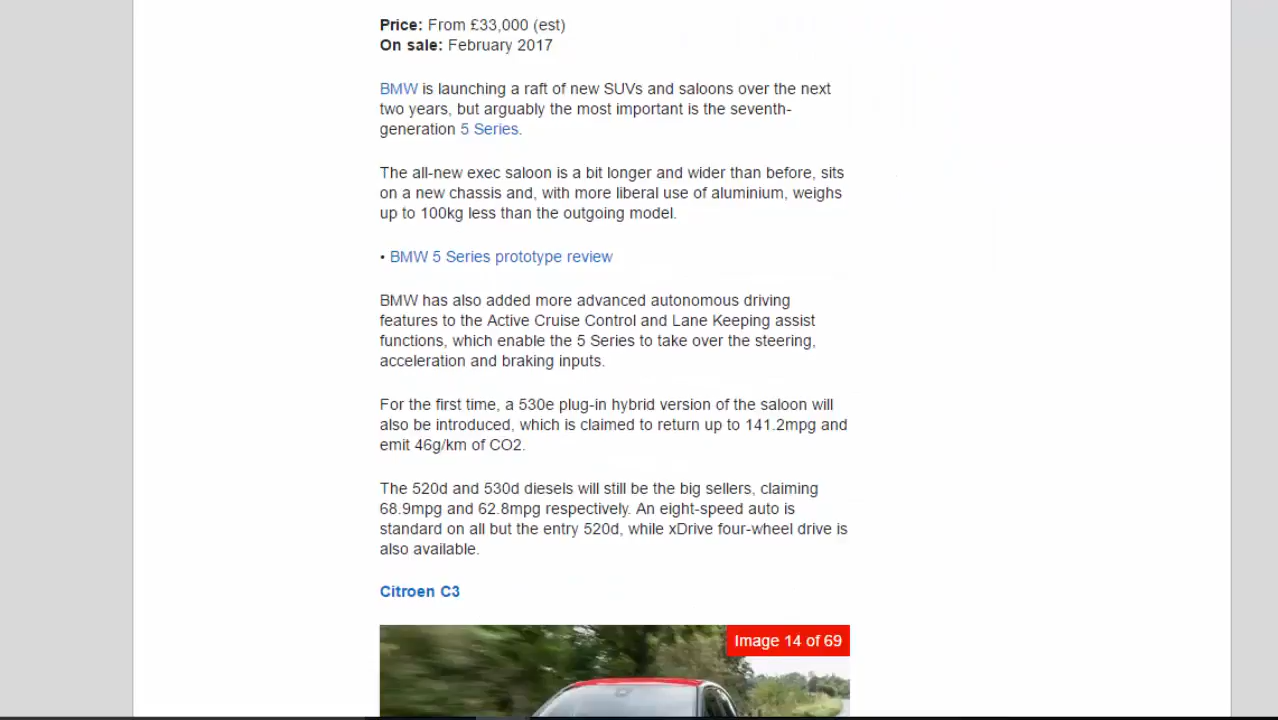 Price: From £33,000 (est)
On sale: February 2017
BMW is launching a raft of new SUVs and saloons over the next
two years, but arguably the most important is the seventh-
generation 5 Series.
The all-new exec saloon is a bit longer and wider than before, sits
on a new chassis and, with more liberal use of aluminium, weighs
up to 100kg less than the outgoing model.
• BMW 5 Series prototype review
BMW has also added more advanced autonomous driving
features to the Active Cruise Control and Lane Keeping assist
functions, which enable the 5 Series to take over the steering,
acceleration and braking inputs.
For the first time, a 530e plug-in hybrid version of the saloon will
also be introduced, which is claimed to return up to 141.2mpg and
emit 46g/km of CO2.
The 520d and 530d diesels will still be the big sellers, claiming
68.9mpg and 62.8mpg respectively. An eight-speed auto is
standard on all but the entry 520d, while xDrive four-wheel drive is
also available.
Citroen C3
Image 14 of 69